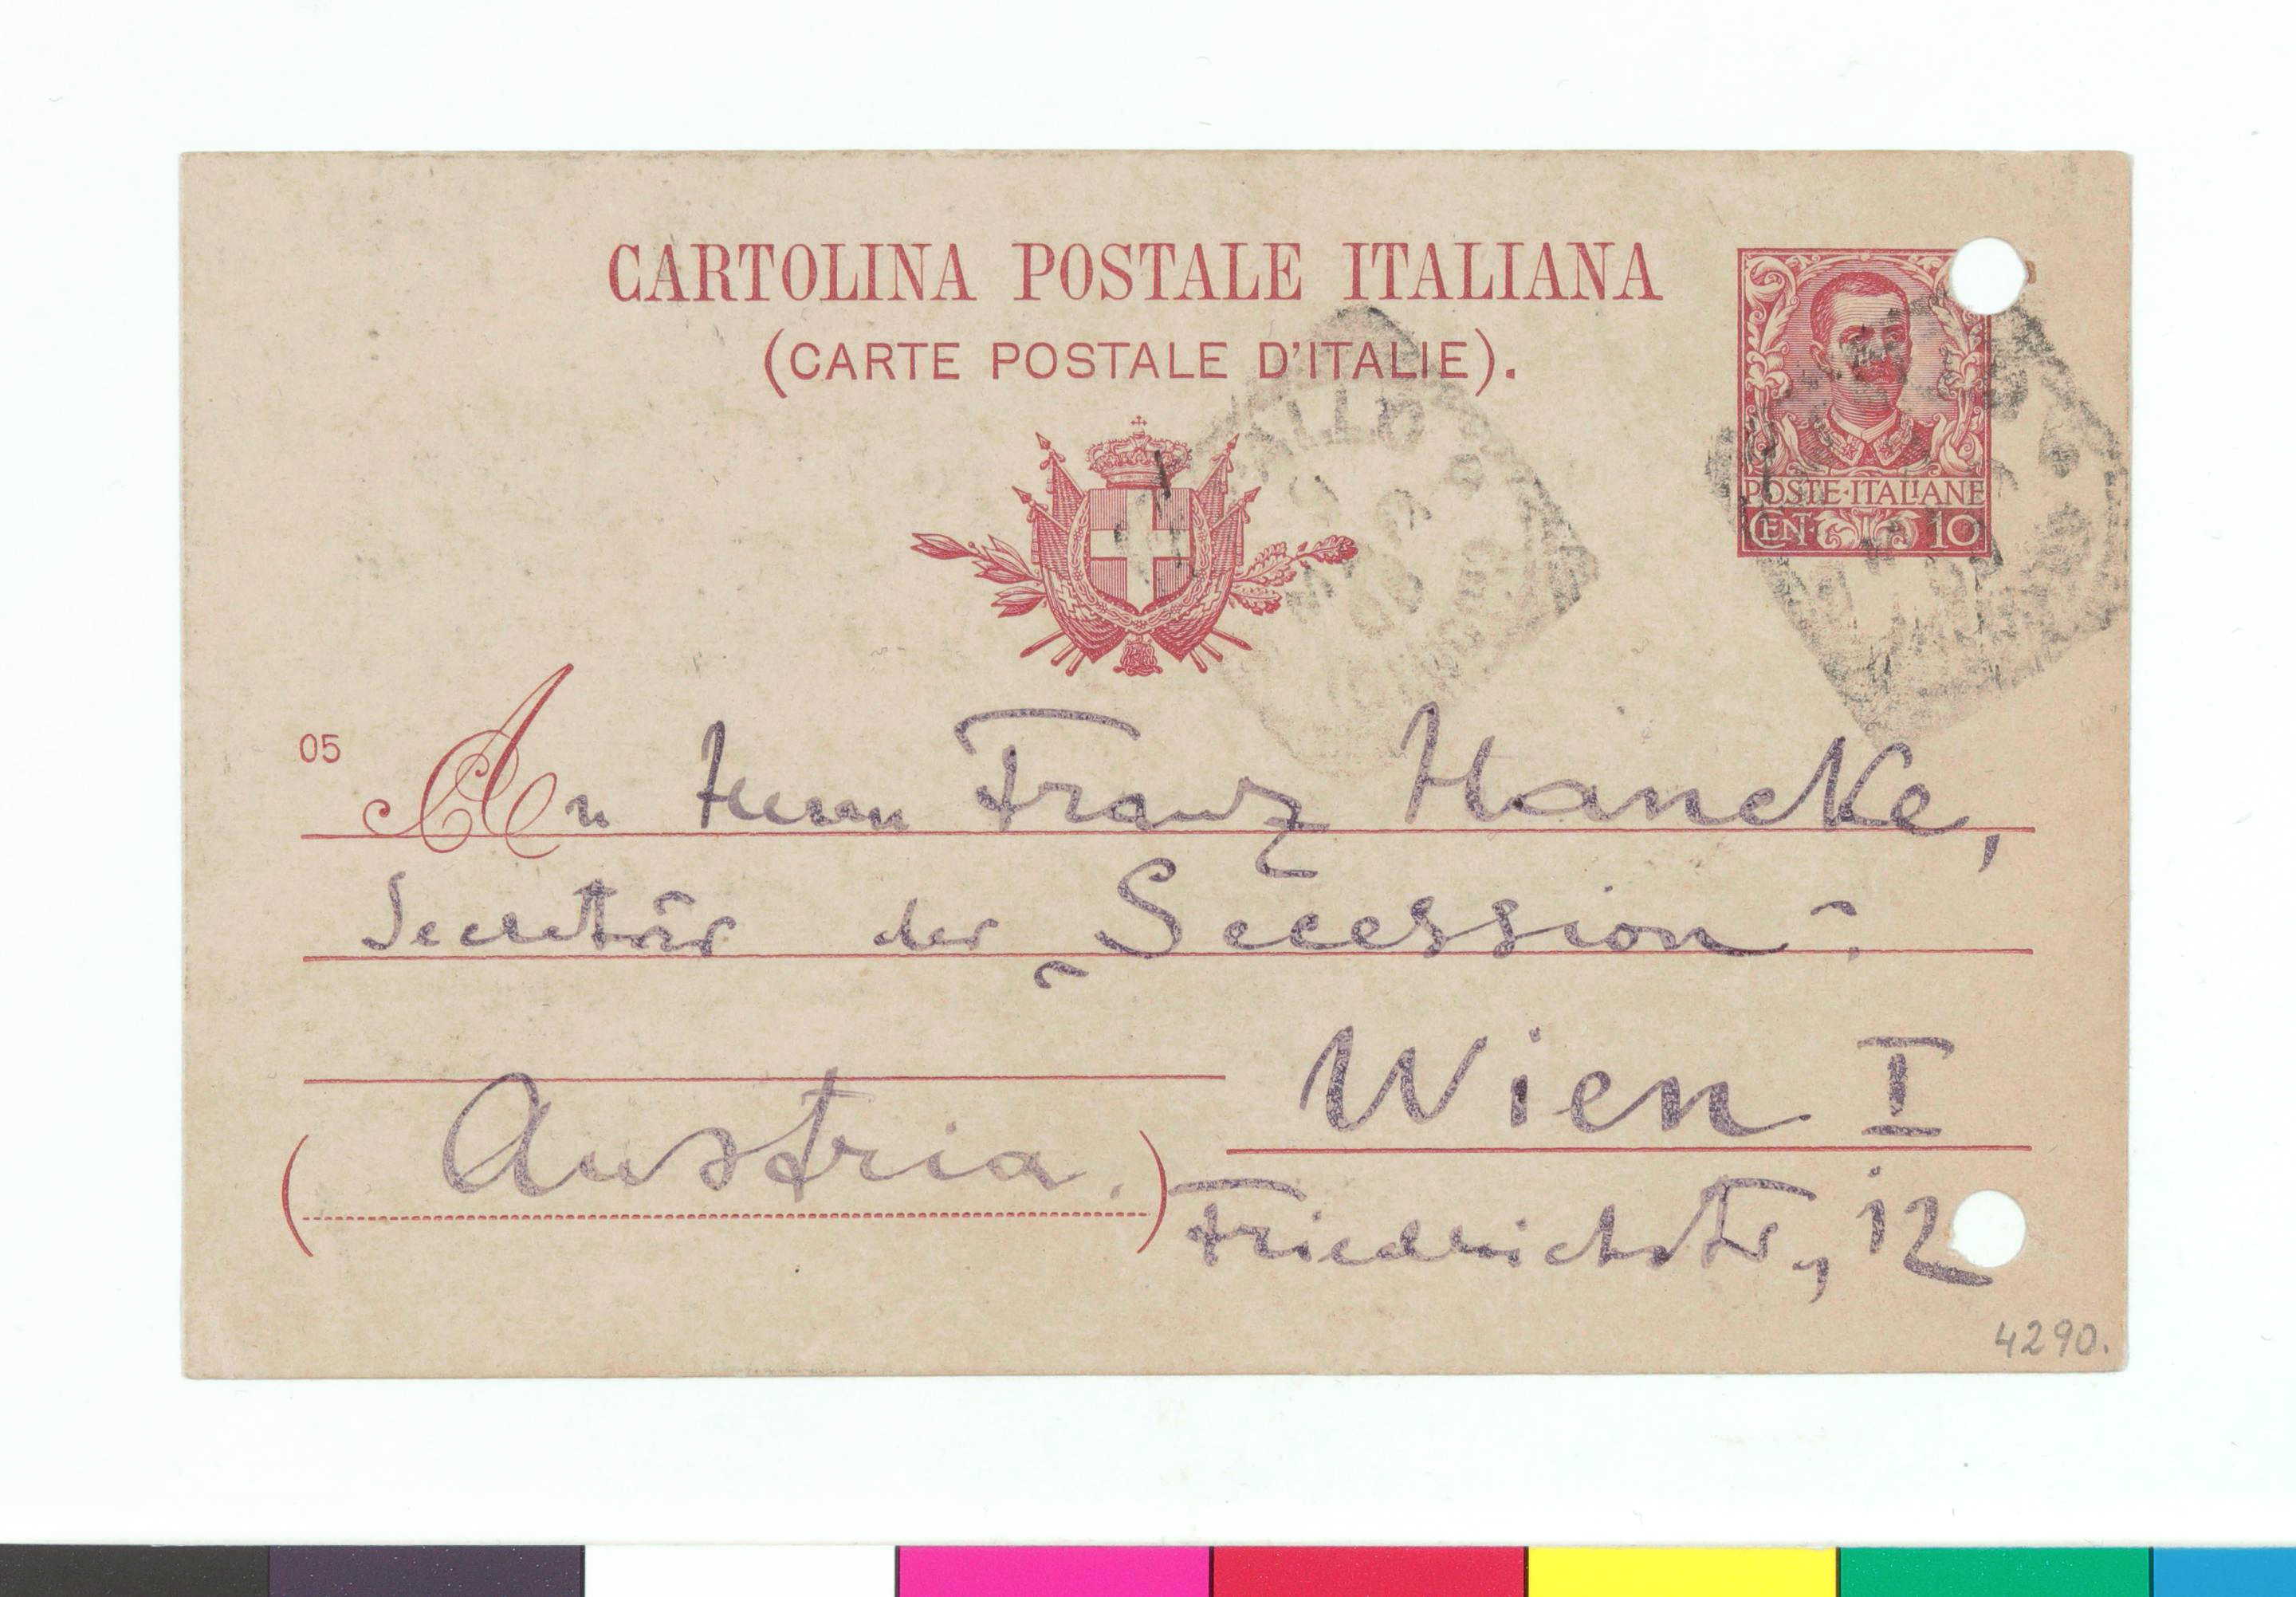 CARTOLINA POSTALE ITALIANA
(CARTE POSTALE D'ITALIE).
POSTE·ITALIANE
CEN· 10
05
An Herrn Franz Hancke,
Secretär der „Secession“
Wien I
(Austria.)
Friedrichstr, 12
4290.